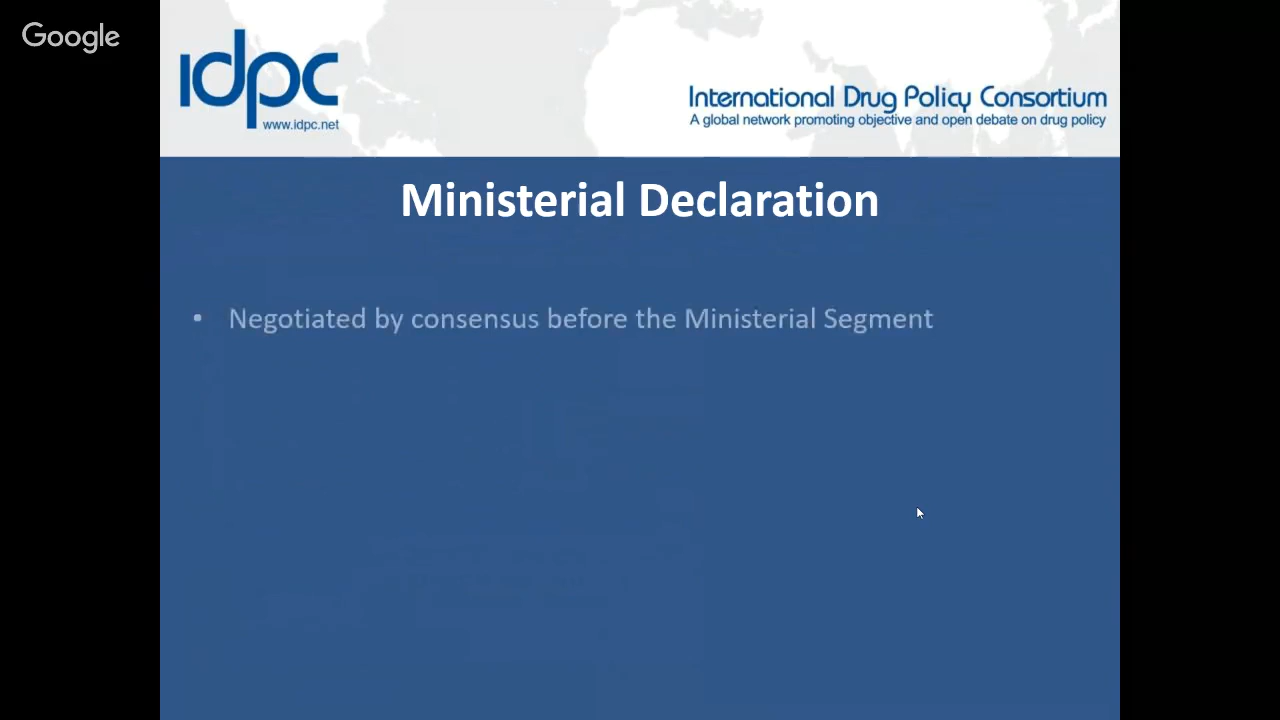 Google
idpc
www.idpc.net
International Drug Policy Consortium
A global network promoting objective and open debate on drug policy
Ministerial Declaration
• Negotiated by consensus before the Ministerial Segment